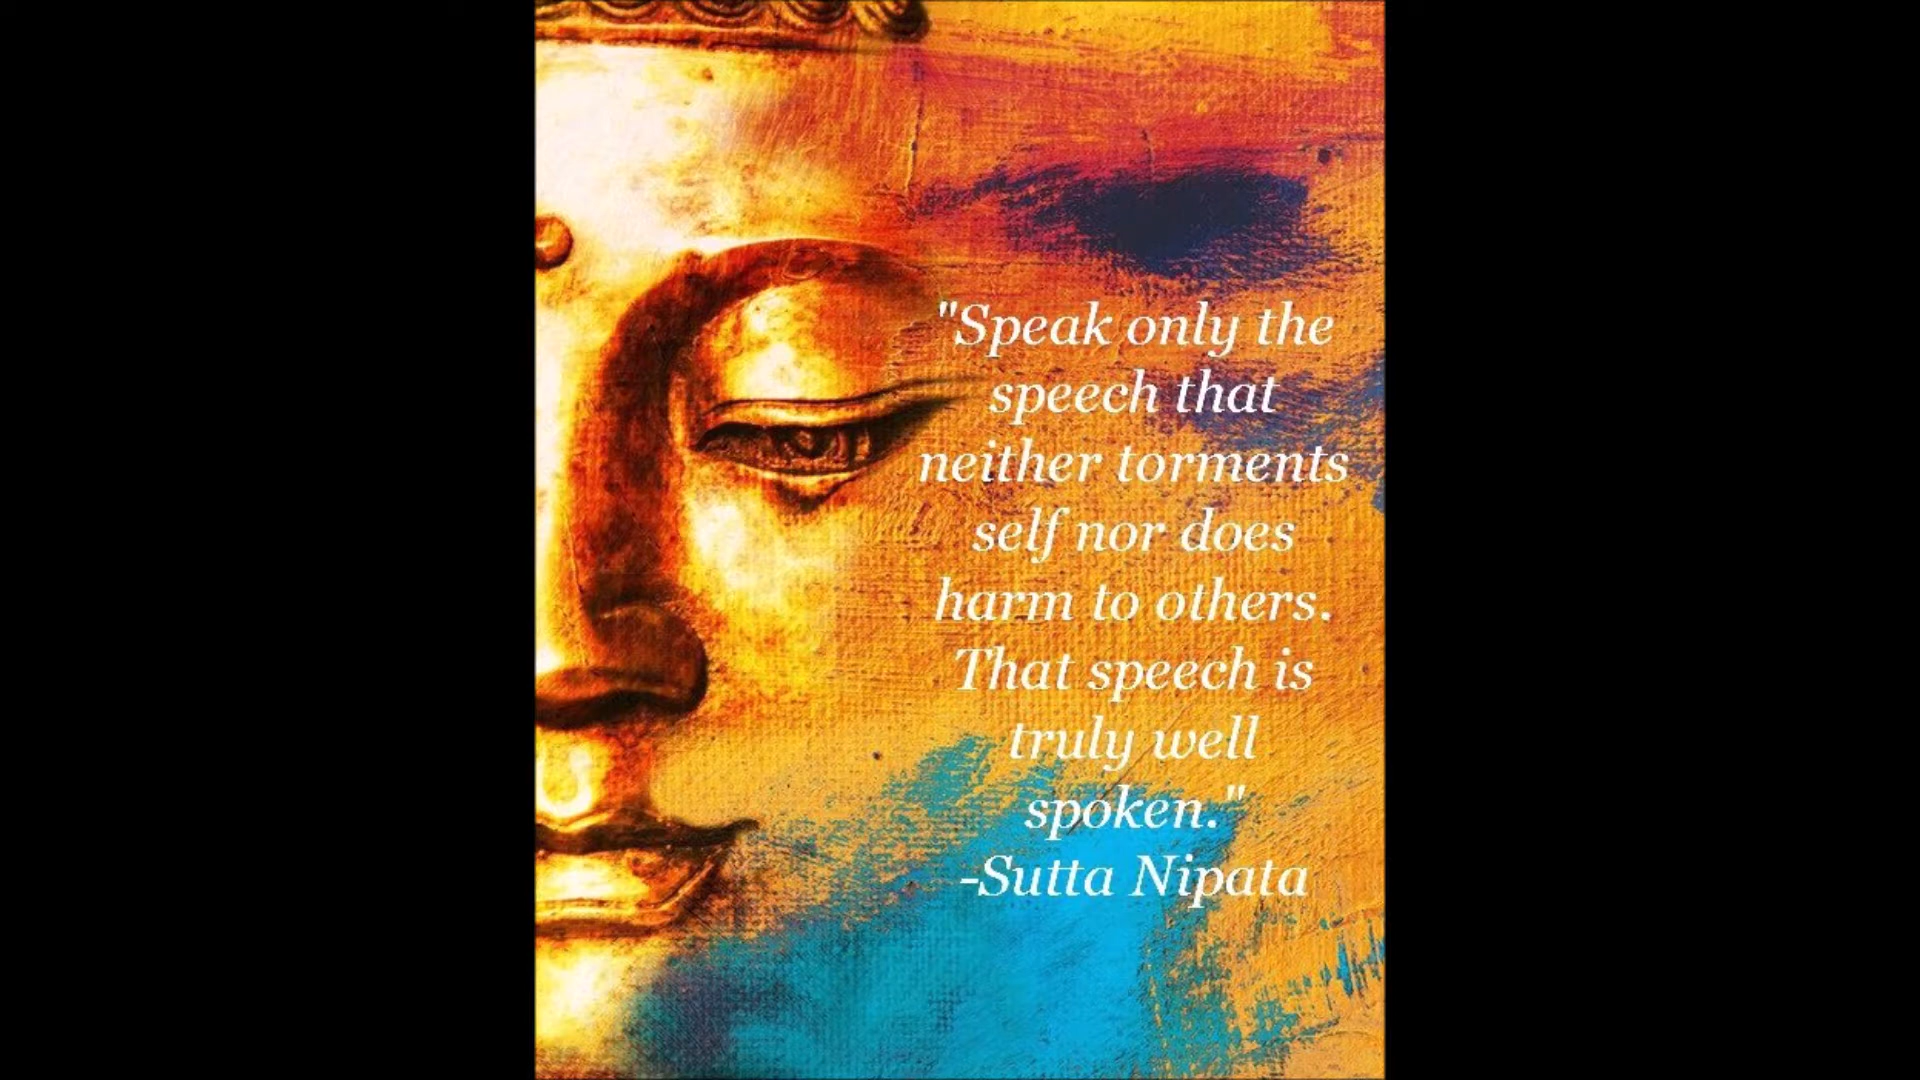 "Speak only the
speech that
neither torments
self nor does
harm to others.
That speech is
truly well
spoken."
-Sutta Nipata